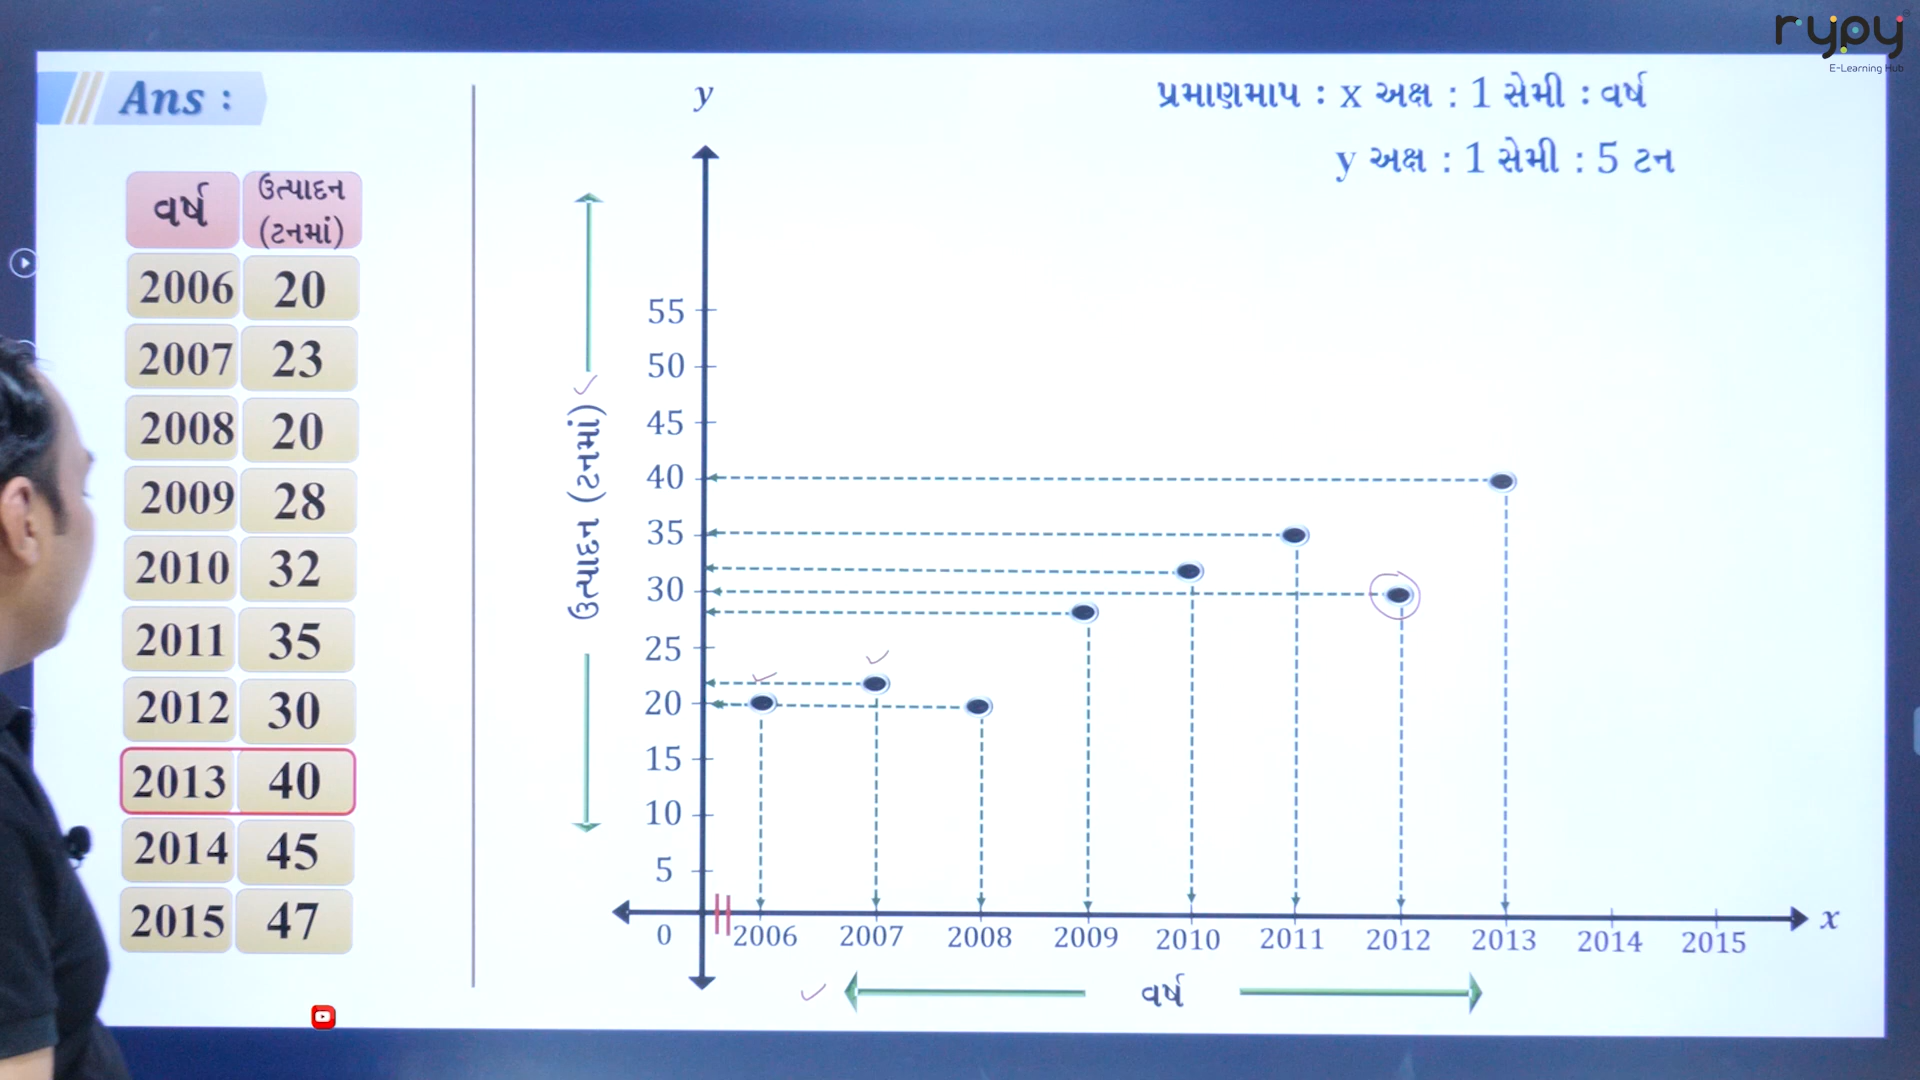 rypy
E-Learning Hub
Ans :
વર્ષ ઉત્પાદન (ટનમાં)
2006 20
2007 23
2008 20
2009 28
2010 32
2011 35
2012 30
2013 40
2014 45
2015 47
પ્રમાણમાપ : x અક્ષ : 1 સેમી : વર્ષ
y અક્ષ : 1 સેમી : 5 ટન
y
ઉત્પાદન (ટનમાં)
55
50
45
40
35
30
25
20
15
10
5
0 2006 2007 2008 2009 2010 2011 2012 2013 2014 2015
x
વર્ષ